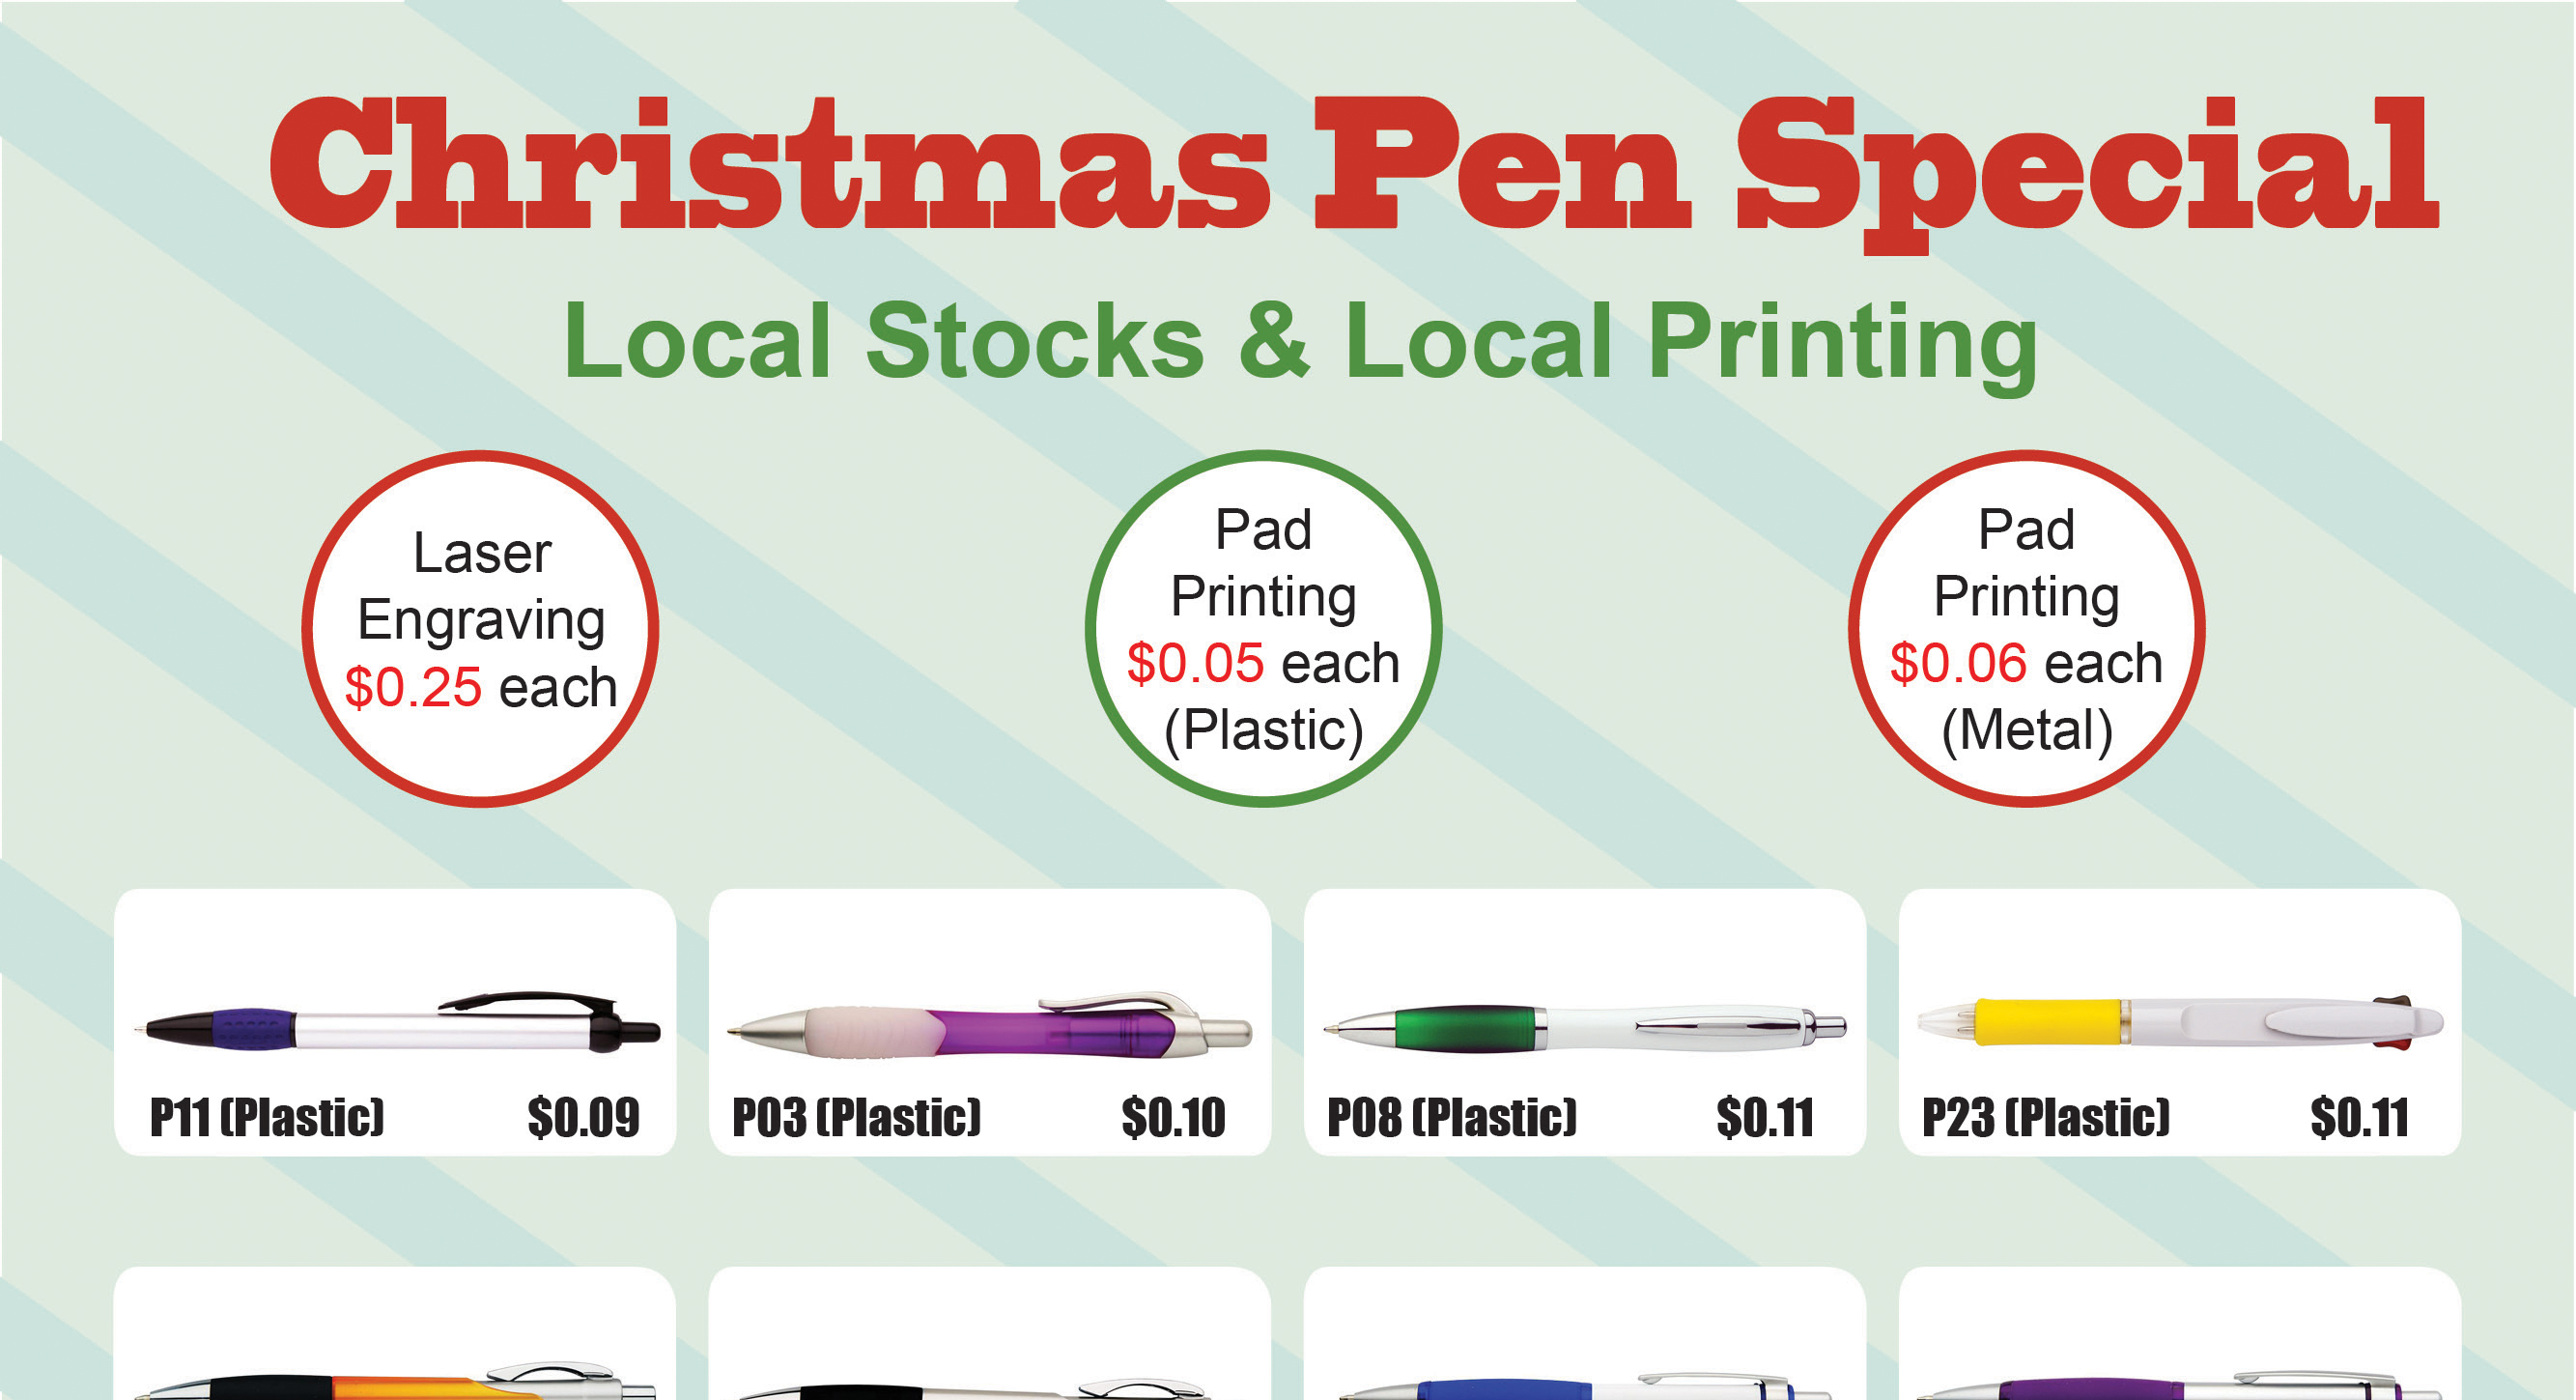 Christmas Pen Special
Local Stocks & Local Printing
Laser
Engraving
$0.25 each
Pad
Printing
$0.05 each
(Plastic)
Pad
Printing
$0.06 each
(Metal)
P11 (Plastic) $0.09
P03 (Plastic) $0.10
P08 (Plastic) $0.11
P23 (Plastic) $0.11